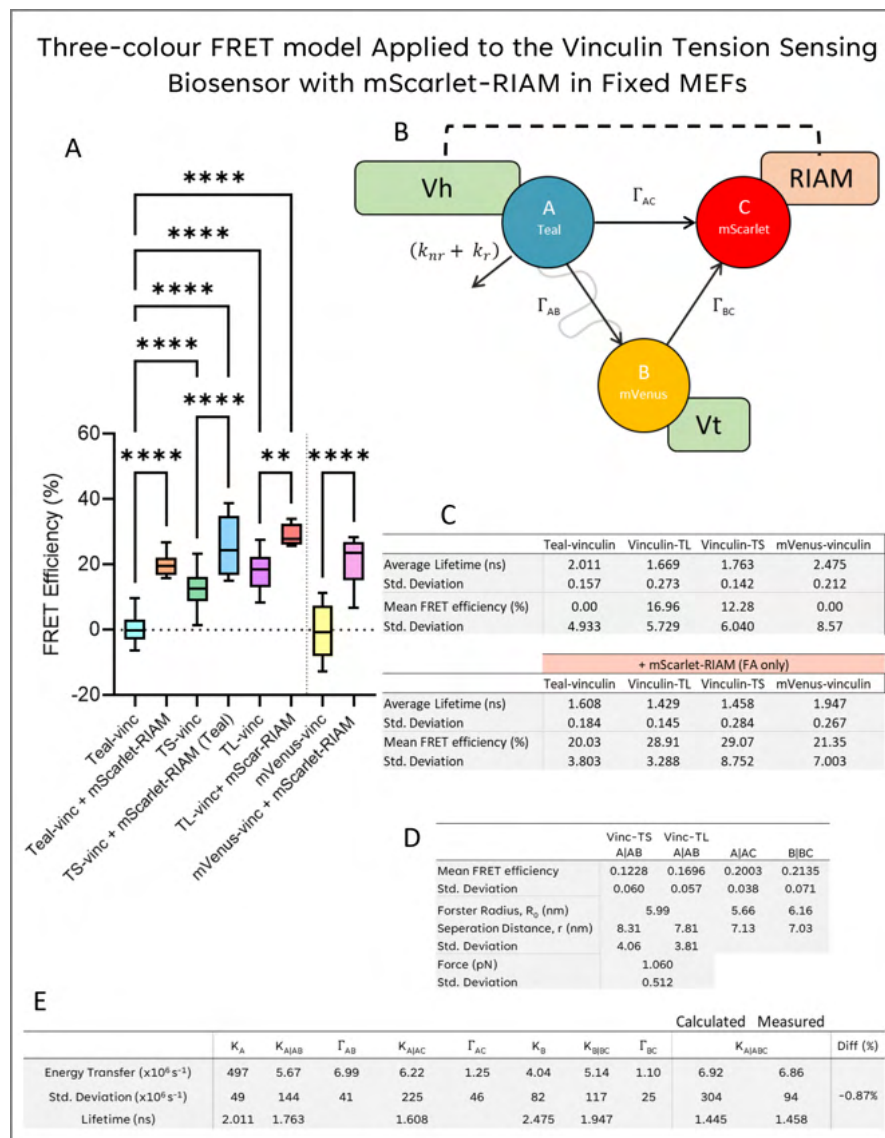 Three-colour FRET model Applied to the Vinculin Tension Sensing
Biosensor with mScarlet-RIAM in Fixed MEFs
A
****
****
****
****
****
****
**
****
FRET Efficiency (%)
60
40
20
0
-20
Teal-vinc
Teal-vinc + mScarlet-RIAM
TS-vinc
TS-vinc + mScarlet-RIAM (Teal)
TL-vinc
TL-vinc+ mScar-RIAM
mVenus-vinc
mVenus-vinc + mScarlet-RIAM
B
Vh
RIAM
A
Teal
Γ_AC
C
mScarlet
(k_nr + k_r)
Γ_AB
Γ_BC
B
mVenus
Vt
C
Teal-vinculin Vinculin-TL Vinculin-TS mVenus-vinculin
Average Lifetime (ns) 2.011 1.669 1.763 2.475
Std. Deviation 0.157 0.273 0.142 0.212
Mean FRET efficiency (%) 0.00 16.96 12.28 0.00
Std. Deviation 4.933 5.729 6.040 8.57
+ mScarlet-RIAM (FA only)
Teal-vinculin Vinculin-TL Vinculin-TS mVenus-vinculin
Average Lifetime (ns) 1.608 1.429 1.458 1.947
Std. Deviation 0.184 0.145 0.284 0.267
Mean FRET efficiency (%) 20.03 28.91 29.07 21.35
Std. Deviation 3.803 3.288 8.752 7.003
D
Vinc-TS Vinc-TL
A|AB A|AB A|AC B|BC
Mean FRET efficiency 0.1228 0.1696 0.2003 0.2135
Std. Deviation 0.060 0.057 0.038 0.071
Forster Radius, R₀ (nm) 5.99 5.66 6.16
Seperation Distance, r (nm) 8.31 7.81 7.13 7.03
Std. Deviation 4.06 3.81
Force (pN) 1.060
Std. Deviation 0.512
E
Calculated Measured
K_A K_A|AB Γ_AB K_A|AC Γ_AC K_B K_B|BC Γ_BC K_A|ABC Diff (%)
Energy Transfer (x10⁶ s⁻¹) 497 5.67 6.99 6.22 1.25 4.04 5.14 1.10 6.92 6.86
Std. Deviation (x10⁶ s⁻¹) 49 144 41 225 46 82 117 25 304 94 -0.87%
Lifetime (ns) 2.011 1.763 1.608 2.475 1.947 1.445 1.458